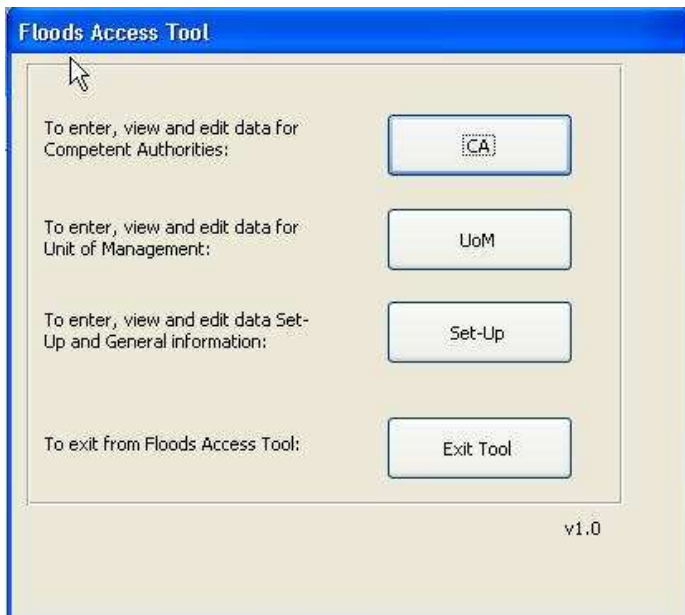 Floods Access Tool
To enter, view and edit data for
Competent Authorities:
CA
To enter, view and edit data for
Unit of Management:
UoM
To enter, view and edit data Set-
Up and General information:
Set-Up
To exit from Floods Access Tool:
Exit Tool
v1.0